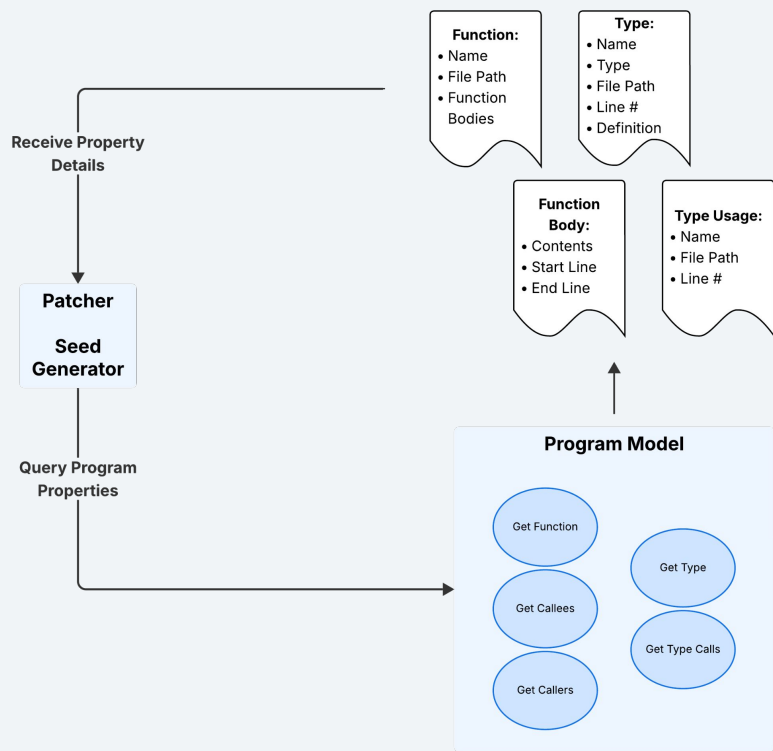 Function:
• Name
• File Path
• Function
Bodies
Type:
• Name
• Type
• File Path
• Line #
• Definition
Receive Property
Details
Function
Body:
• Contents
• Start Line
• End Line
Type Usage:
• Name
• File Path
• Line #
Patcher
Seed
Generator
Query Program
Properties
Program Model
Get Function
Get Callees
Get Callers
Get Type
Get Type Calls